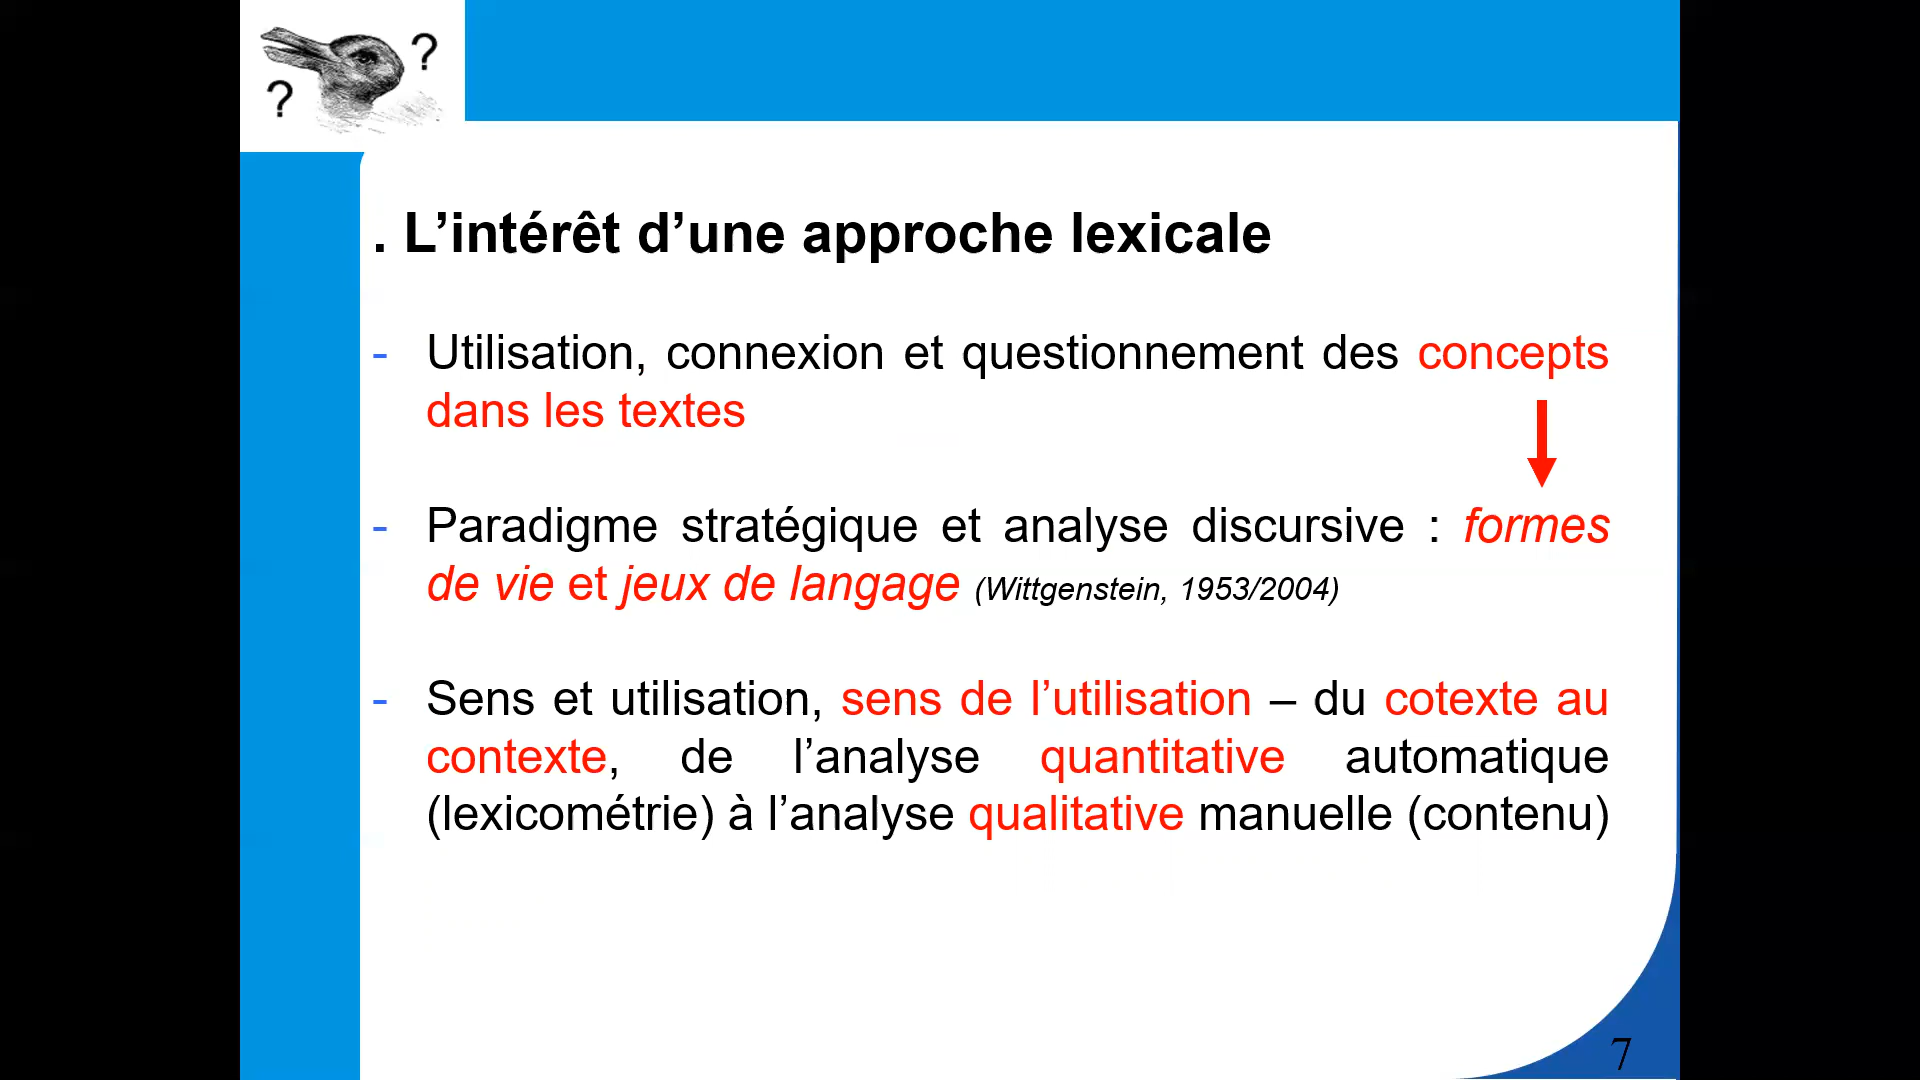 ?
?
. L’intérêt d’une approche lexicale
- Utilisation, connexion et questionnement des concepts
dans les textes
- Paradigme stratégique et analyse discursive : formes
de vie et jeux de langage (Wittgenstein, 1953/2004)
- Sens et utilisation, sens de l’utilisation – du cotexte au
contexte, de l’analyse quantitative automatique
(lexicométrie) à l’analyse qualitative manuelle (contenu)
7